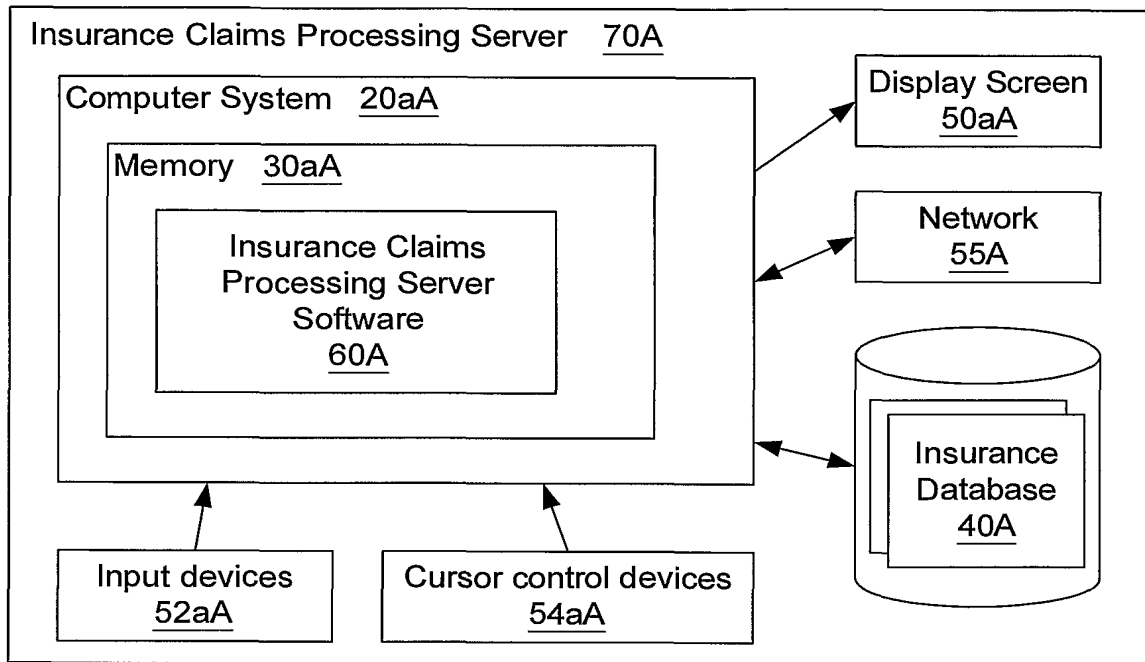 Insurance Claims Processing Server 70A
Computer System 20aA
Memory 30aA
Insurance Claims
Processing Server
Software
60A
Display Screen
50aA
Network
55A
Insurance
Database
40A
Input devices
52aA
Cursor control devices
54aA